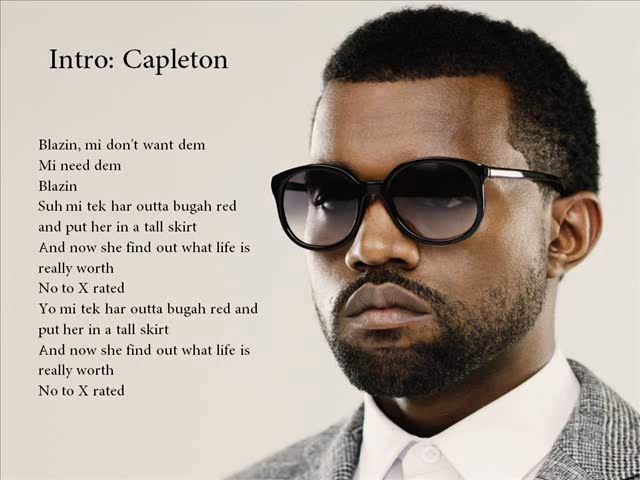 Intro: Capleton
Blazin, mi don't want dem
Mi need dem
Blazin
Suh mi tek har outta bugah red
and put her in a tall skirt
And now she find out what life is
really worth
No to X rated
Yo mi tek har outta bugah red and
put her in a tall skirt
And now she find out what life is
really worth
No to X rated